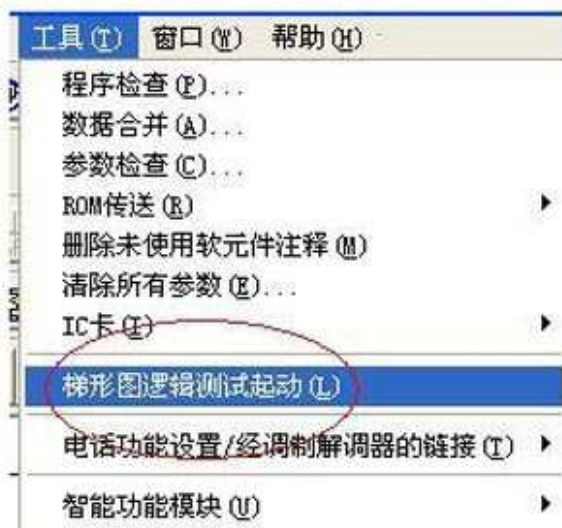 工具(T) 窗口(W) 帮助(H)
程序检查(P)...
数据合并(A)...
参数检查(C)...
ROM传送(R)
删除未使用软元件注释(M)
清除所有参数(E)...
IC卡(I)
梯形图逻辑测试起动(L)
电话功能设置/经调制解调器的链接(T)
智能功能模块(U)